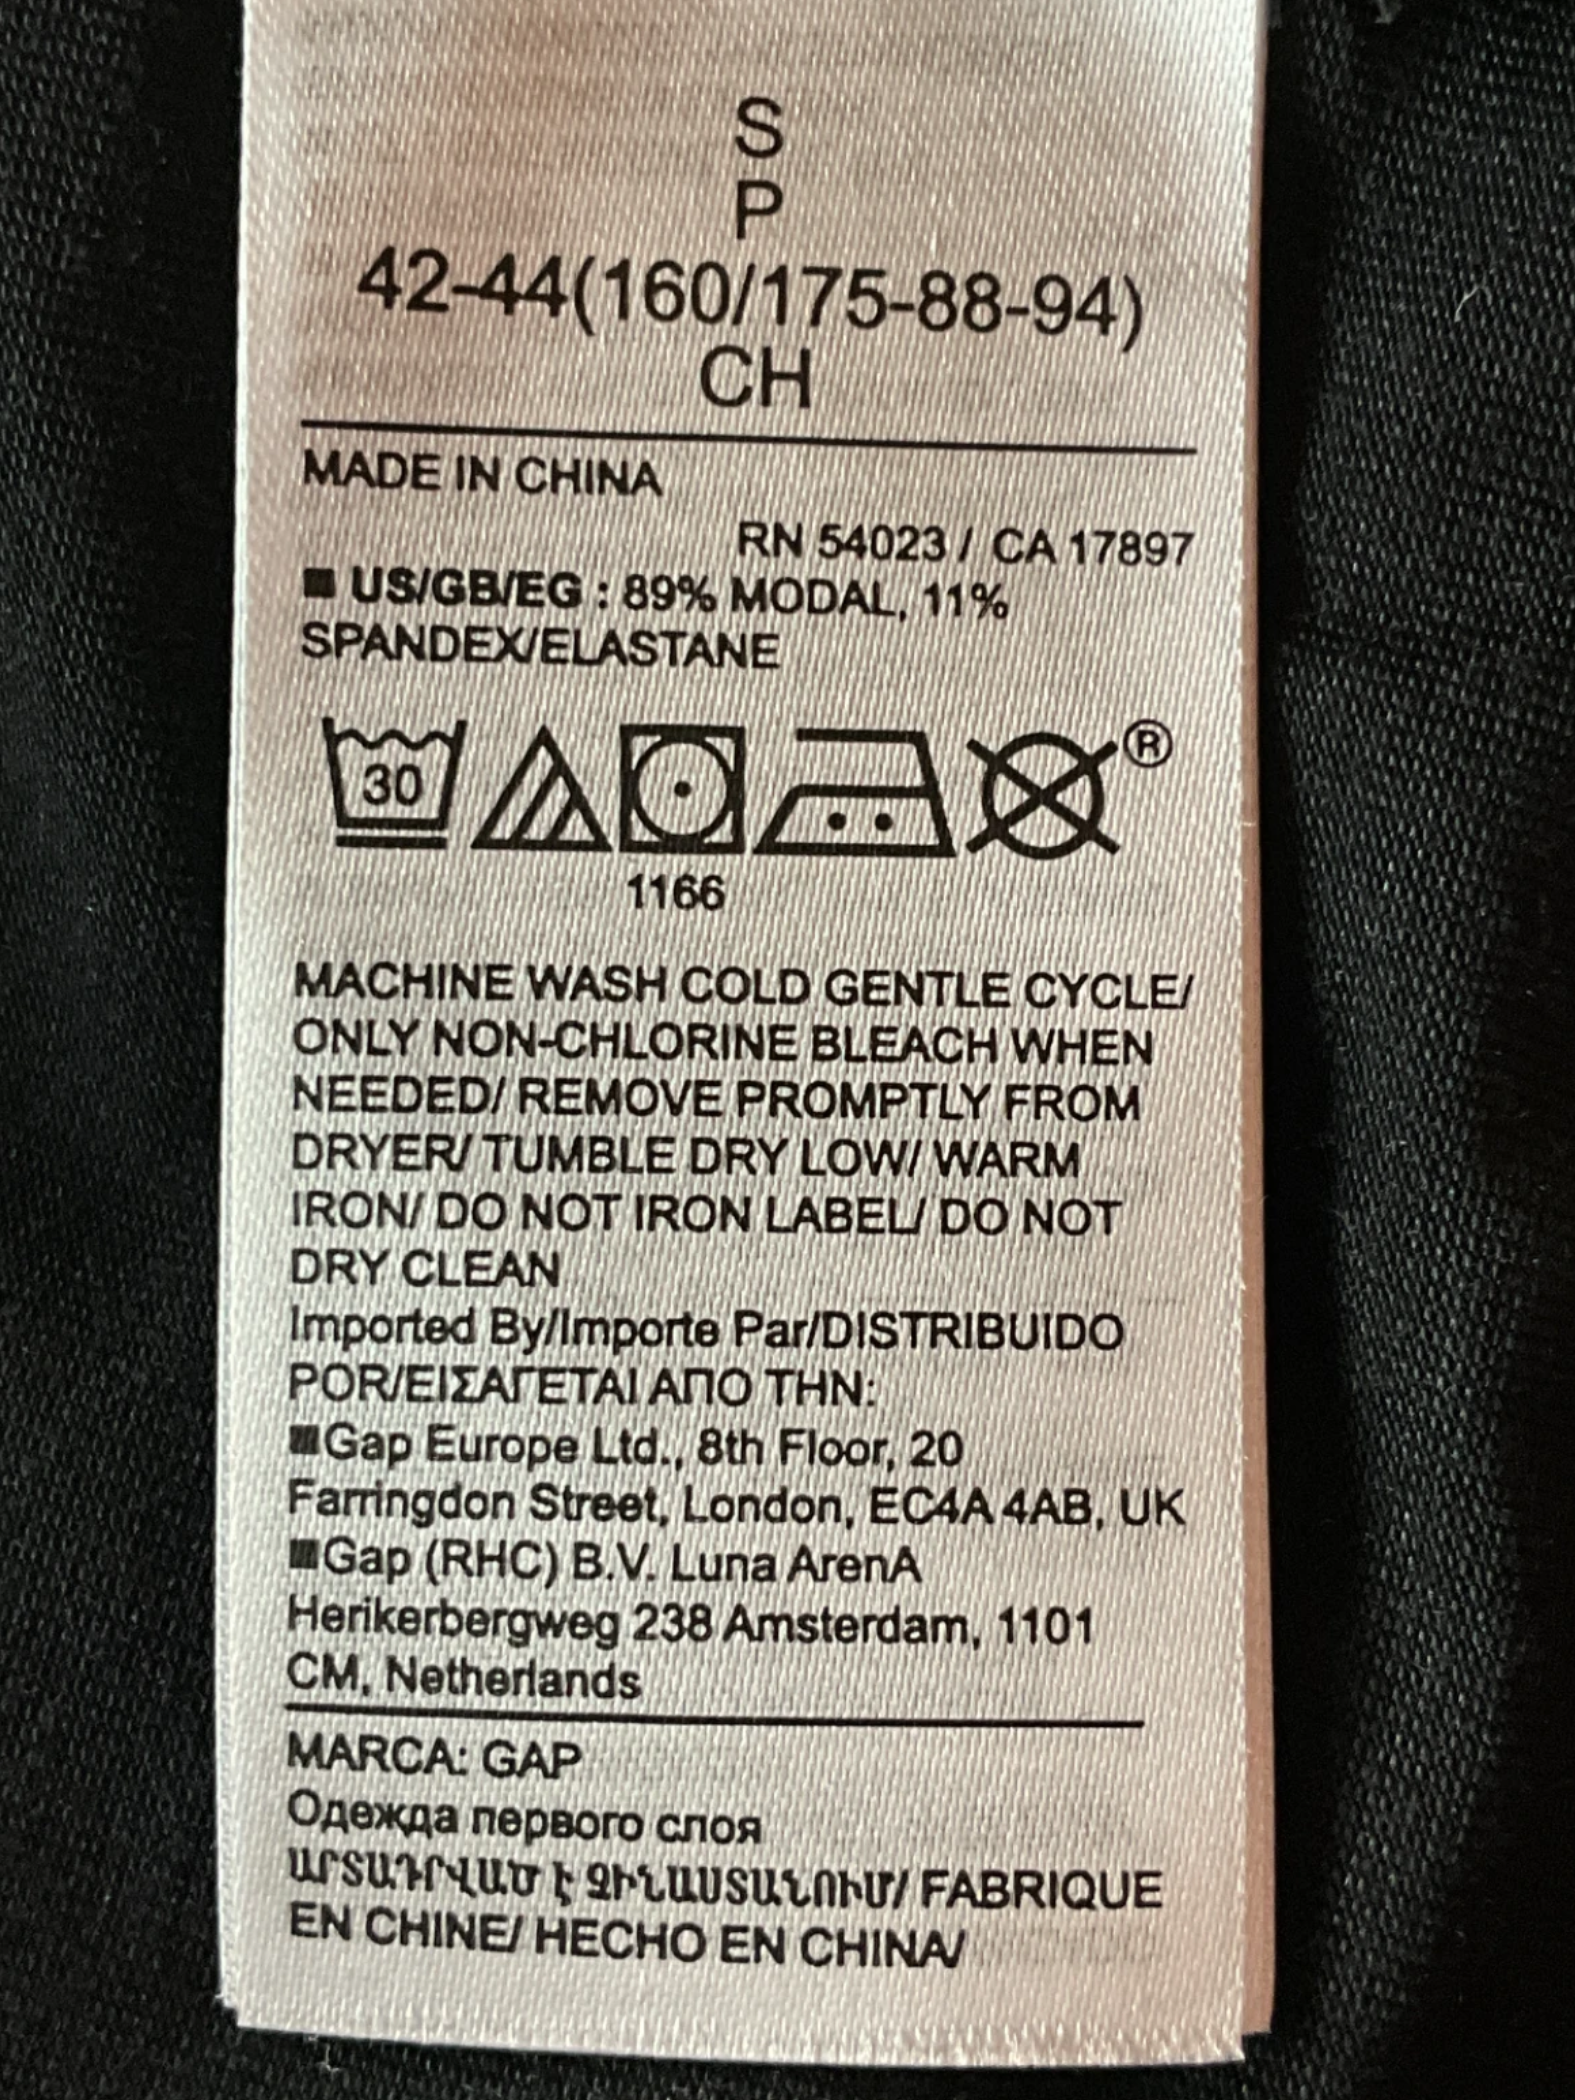 S
P
42-44(160/175-88-94)
CH
MADE IN CHINA
RN 54023 / CA 17897
■ US/GB/EG : 89% MODAL, 11%
SPANDEX/ELASTANE
30
®
1166
MACHINE WASH COLD GENTLE CYCLE/
ONLY NON-CHLORINE BLEACH WHEN
NEEDED/ REMOVE PROMPTLY FROM
DRYER/ TUMBLE DRY LOW/ WARM
IRON/ DO NOT IRON LABEL/ DO NOT
DRY CLEAN
Imported By/Importe Par/DISTRIBUIDO
POR/ΕΙΣΑΓΕΤΑΙ ΑΠΟ ΤΗΝ:
■Gap Europe Ltd., 8th Floor, 20
Farringdon Street, London, EC4A 4AB, UK
■Gap (RHC) B.V. Luna ArenA
Herikerbergweg 238 Amsterdam, 1101
CM, Netherlands
MARCA: GAP
Одежда первого слоя
ԱՐՏԱԴՐՎԱԾ Է ՉԻՆԱՍՏԱՆՈՒՄ/ FABRIQUE
EN CHINE/ HECHO EN CHINA/